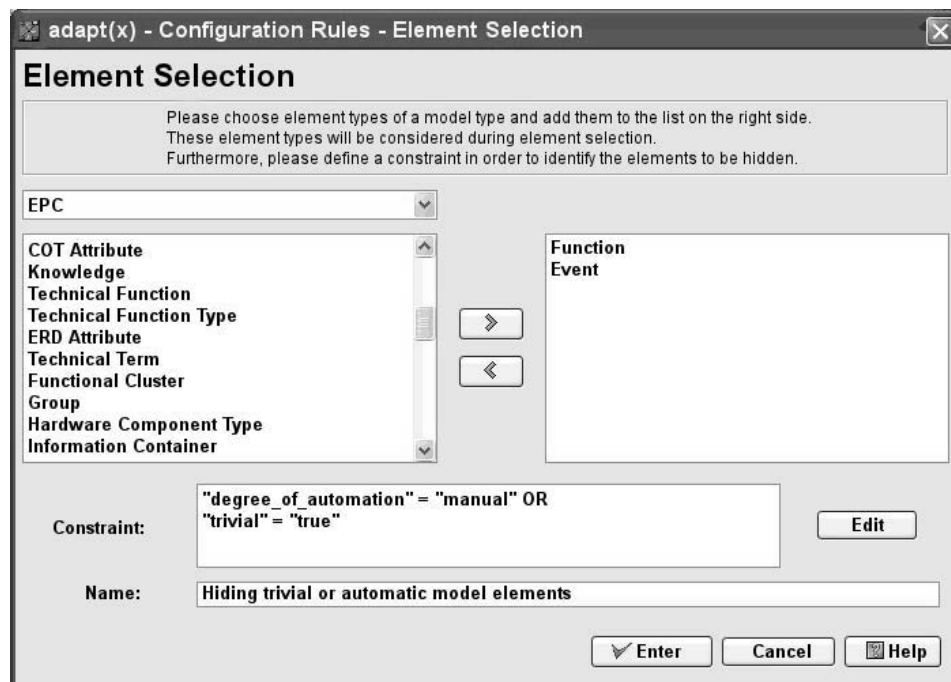 adapt(x) - Configuration Rules - Element Selection
Element Selection
Please choose element types of a model type and add them to the list on the right side.
These element types will be considered during element selection.
Furthermore, please define a constraint in order to identify the elements to be hidden.
EPC
COT Attribute
Knowledge
Technical Function
Technical Function Type
ERD Attribute
Technical Term
Functional Cluster
Group
Hardware Component Type
Information Container
Function
Event
Constraint:
"degree_of_automation" = "manual" OR
"trivial" = "true"
Edit
Name:
Hiding trivial or automatic model elements
Enter
Cancel
Help